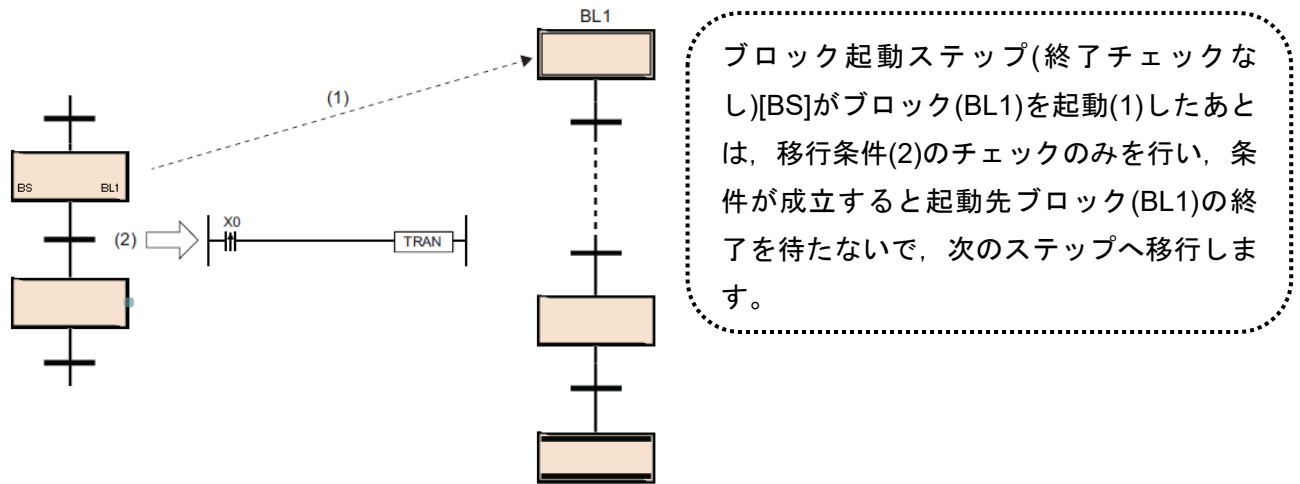 BL1
(1)
BS BL1
(2)
X0
TRAN
ブロック起動ステップ(終了チェックな
し)[BS]がブロック(BL1)を起動(1)したあと
は，移行条件(2)のチェックのみを行い，条
件が成立すると起動先ブロック(BL1)の終
了を待たないで，次のステップへ移行しま
す。